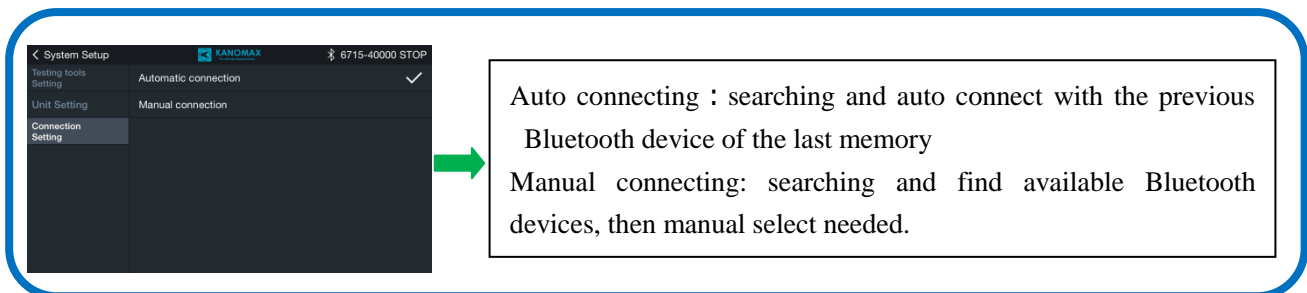 System Setup
KANOMAX
6715-40000 STOP
Testing tools
Setting
Automatic connection
Unit Setting
Manual connection
Connection
Setting
Auto connecting：searching and auto connect with the previous
Bluetooth device of the last memory
Manual connecting: searching and find available Bluetooth
devices, then manual select needed.